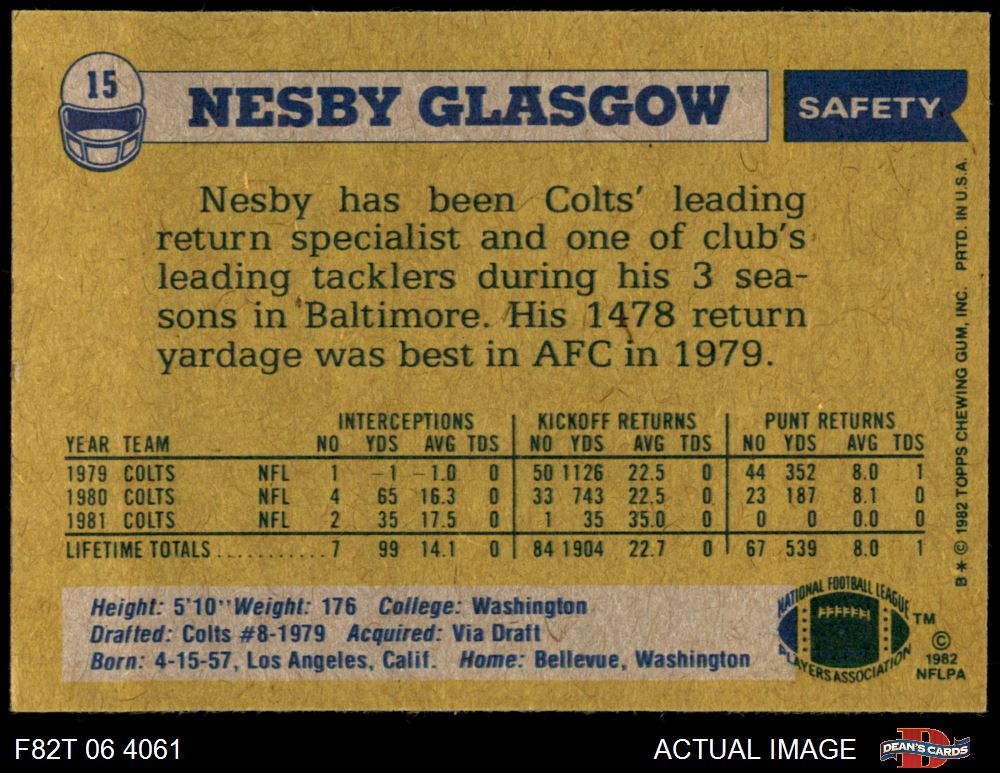 15
NESBY GLASGOW
SAFETY
Nesby has been Colts' leading
return specialist and one of club's
leading tacklers during his 3 sea-
sons in Baltimore. His 1478 return
yardage was best in AFC in 1979.
INTERCEPTIONS KICKOFF RETURNS PUNT RETURNS
YEAR TEAM NO YDS AVG TDS NO YDS AVG TDS NO YDS AVG TDS
1979 COLTS NFL 1 -1 -1.0 0 50 1126 22.5 0 44 352 8.0 1
1980 COLTS NFL 4 65 16.3 0 33 743 22.5 0 23 187 8.1 0
1981 COLTS NFL 2 35 17.5 0 1 35 35.0 0 0 0 0.0 0
LIFETIME TOTALS............7 99 14.1 0 84 1904 22.7 0 67 539 8.0 1
Height: 5'10" Weight: 176 College: Washington
Drafted: Colts #8-1979 Acquired: Via Draft
Born: 4-15-57, Los Angeles, Calif. Home: Bellevue, Washington
NATIONAL FOOTBALL LEAGUE
PLAYERS ASSOCIATION
TM
©
1982
NFLPA
B* © 1982 TOPPS CHEWING GUM, INC. PRTD. IN U.S.A.
F82T 06 4061
ACTUAL IMAGE
DEAN'S CARDS